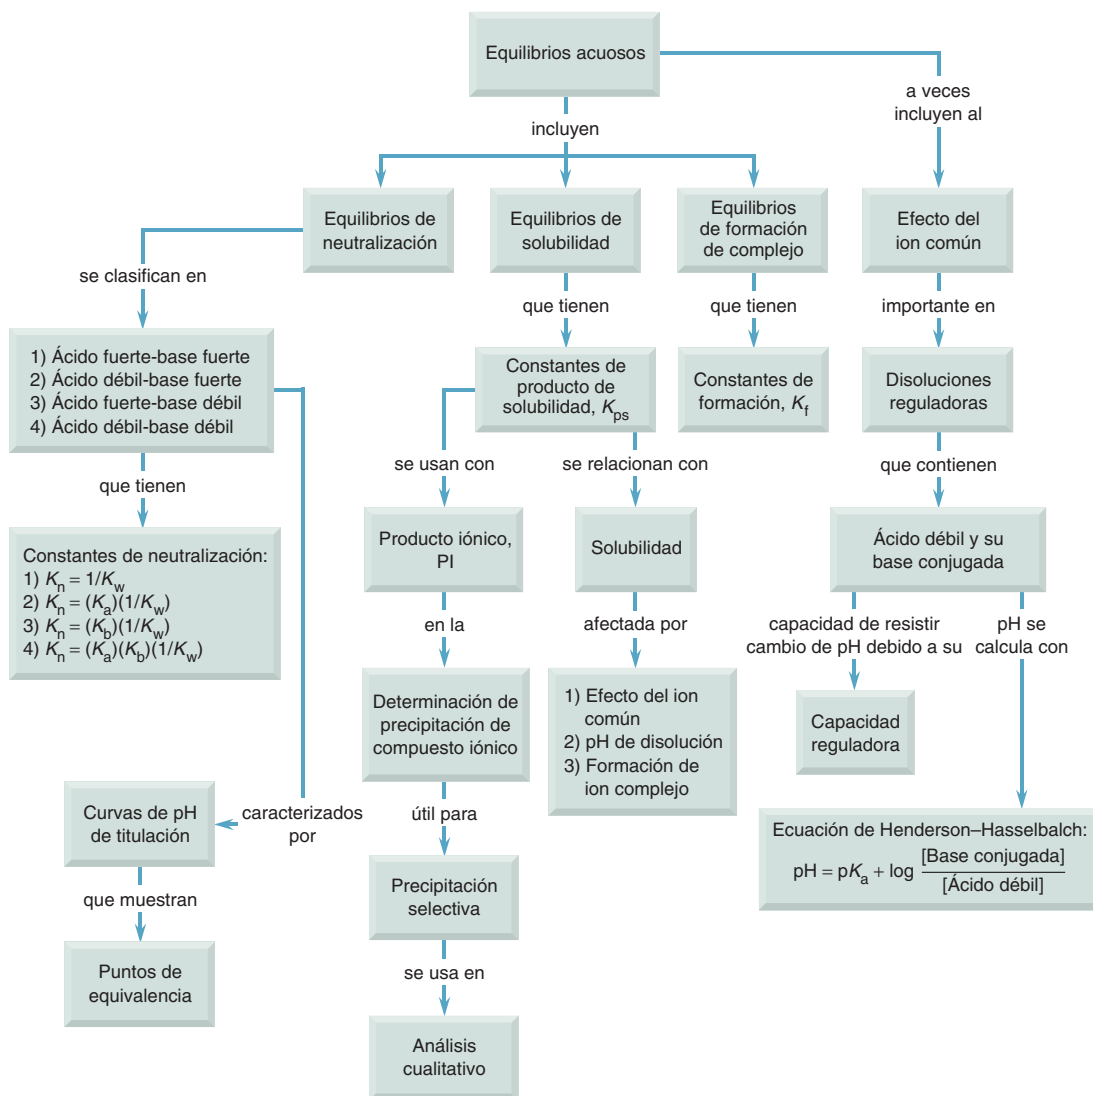 Equilibrios acuosos
a veces
incluyen al
incluyen
Equilibrios de
neutralización
Equilibrios de
solubilidad
Equilibrios
de formación
de complejo
Efecto del
ion común
se clasifican en
que tienen
que tienen
importante en
1) Ácido fuerte-base fuerte
2) Ácido débil-base fuerte
3) Ácido fuerte-base débil
4) Ácido débil-base débil
Constantes de
producto de
solubilidad, Kps
Constantes de
formación, Kf
Disoluciones
reguladoras
que tienen
se usan con
se relacionan con
que contienen
Constantes de neutralización:
1) Kn = 1/Kw
2) Kn = (Ka)(1/Kw)
3) Kn = (Kb)(1/Kw)
4) Kn = (Ka)(Kb)(1/Kw)
Producto iónico,
PI
Solubilidad
Ácido débil y su
base conjugada
en la
afectada por
capacidad de resistir
cambio de pH debido a su
pH se
calcula con
Determinación de
precipitación de
compuesto iónico
1) Efecto del ion
común
2) pH de disolución
3) Formación de
ion complejo
Capacidad
reguladora
Curvas de pH
de titulación
caracterizados
por
útil para
Ecuación de Henderson–Hasselbalch:
pH = pKa + log [Base conjugada]
[Ácido débil]
que muestran
Precipitación
selectiva
Puntos de
equivalencia
se usa en
Análisis
cualitativo